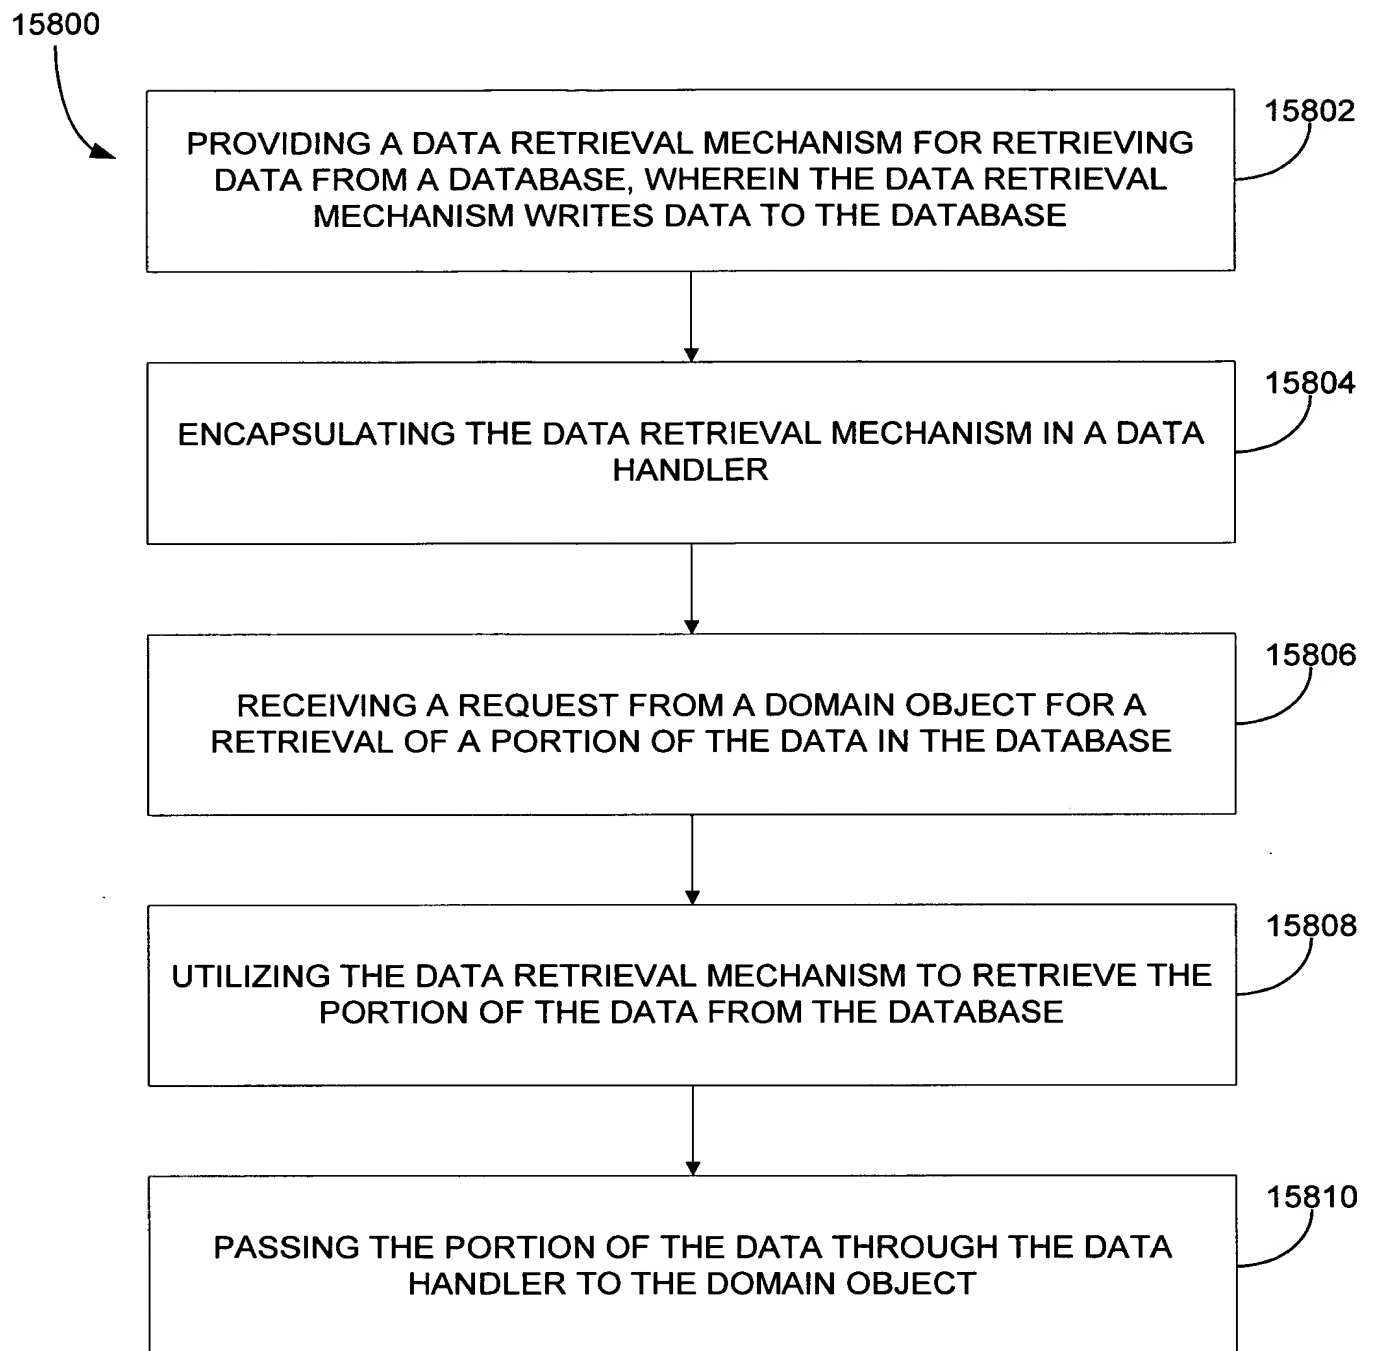 15800
15802
PROVIDING A DATA RETRIEVAL MECHANISM FOR RETRIEVING
DATA FROM A DATABASE, WHEREIN THE DATA RETRIEVAL
MECHANISM WRITES DATA TO THE DATABASE
15804
ENCAPSULATING THE DATA RETRIEVAL MECHANISM IN A DATA
HANDLER
15806
RECEIVING A REQUEST FROM A DOMAIN OBJECT FOR A
RETRIEVAL OF A PORTION OF THE DATA IN THE DATABASE
15808
UTILIZING THE DATA RETRIEVAL MECHANISM TO RETRIEVE THE
PORTION OF THE DATA FROM THE DATABASE
15810
PASSING THE PORTION OF THE DATA THROUGH THE DATA
HANDLER TO THE DOMAIN OBJECT